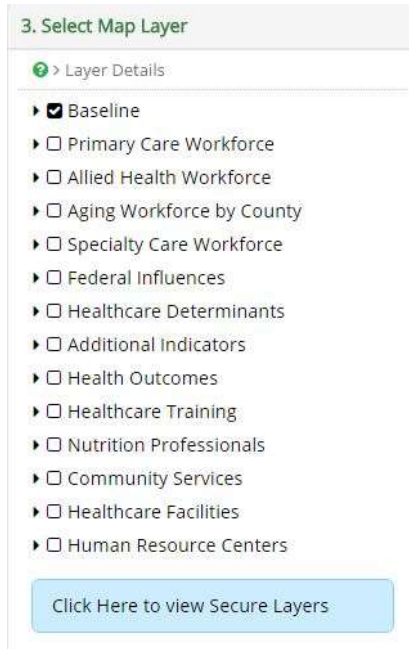 3. Select Map Layer
> Layer Details
Baseline
Primary Care Workforce
Allied Health Workforce
Aging Workforce by County
Specialty Care Workforce
Federal Influences
Healthcare Determinants
Additional Indicators
Health Outcomes
Healthcare Training
Nutrition Professionals
Community Services
Healthcare Facilities
Human Resource Centers
Click Here to view Secure Layers